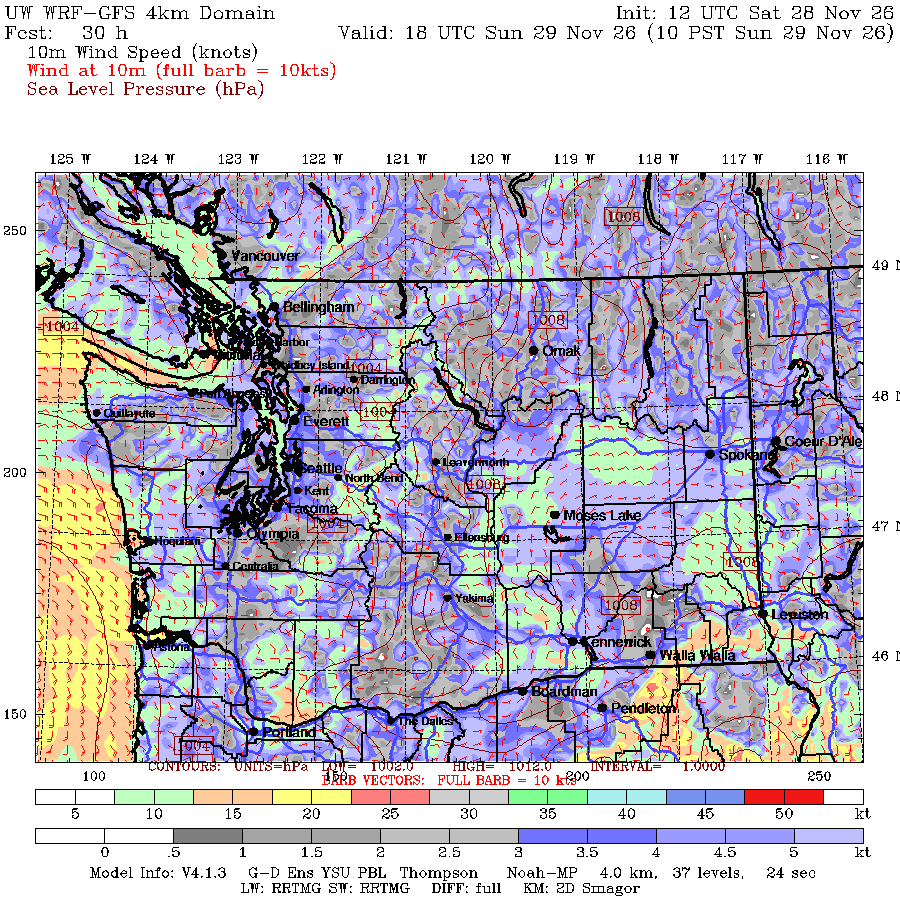 UW WRF-GFS 4km Domain Init: 12 UTC Sat 28 Nov 26
Fcst: 30 h Valid: 18 UTC Sun 29 Nov 26 (10 PST Sun 29 Nov 26)
10m Wind Speed (knots)
Wind at 10m (full barb = 10kts)
Sea Level Pressure (hPa)
125 W 124 W 123 W 122 W 121 W 120 W 119 W 118 W 117 W 116 W
1008
250
Vancouver
49 N
Bellingham
1008
1004
Harbor
Omak
Whidbey Island
1004
Darrington
Port Angeles
Arlington
48 N
Quillayute
1004
Everett
Coeur D'Ale
Spokane
Leavenworth
Seattle
200
North Bend
1008
Kent
Tacoma
Moses Lake
1004
47 N
Olympia
Ellensburg
Hoquiam
1008
Centralia
Yakima
1008
Lewiston
Kennewick
Astoria
Walla Walla
46 N
Boardman
Pendleton
150
The Dalles
Portland
1004
CONTOURS: UNITS=hPa LOW= 1002.0 HIGH= 1012.0 INTERVAL= 1.0000
100 150 200 250
BARB VECTORS: FULL BARB = 10 kts
5 10 15 20 25 30 35 40 45 50 kt
0 .5 1 1.5 2 2.5 3 3.5 4 4.5 5 kt
Model Info: V4.1.3 G-D Ens YSU PBL Thompson Noah-MP 4.0 km, 37 levels, 24 sec
LW: RRTMG SW: RRTMG DIFF: full KM: 2D Smagor